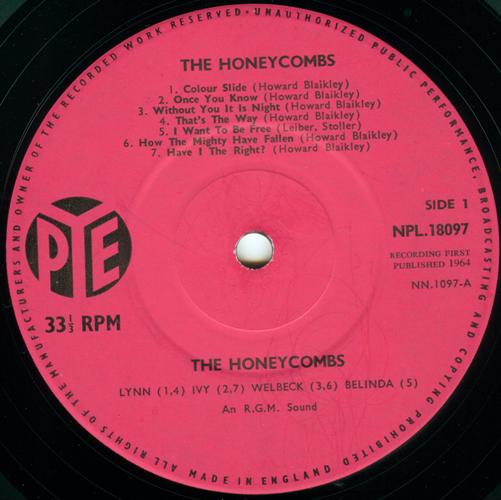 ALL RIGHTS OF THE MANUFACTURERS AND OWNER OF THE RECORDED WORK RESERVED · UNAUTHORIZED PUBLIC PERFORMANCE, BROADCASTING AND COPYING PROHIBITED
THE HONEYCOMBS
1. Colour Slide (Howard Blaikley)
2. Once You Know (Howard Blaikley)
3. Without You It Is Night (Howard Blaikley)
4. That's The Way (Howard Blaikley)
5. I Want To Be Free (Leiber, Stoller)
6. How The Mighty Have Fallen (Howard Blaikley)
7. Have I The Right? (Howard Blaikley)
SIDE 1
PYE
NPL.18097
RECORDING FIRST
PUBLISHED 1964
NN.1097-A
33⅓ RPM
THE HONEYCOMBS
LYNN (1,4) IVY (2,7) WELBECK (3,6) BELINDA (5)
An R.G.M. Sound
MADE IN ENGLAND